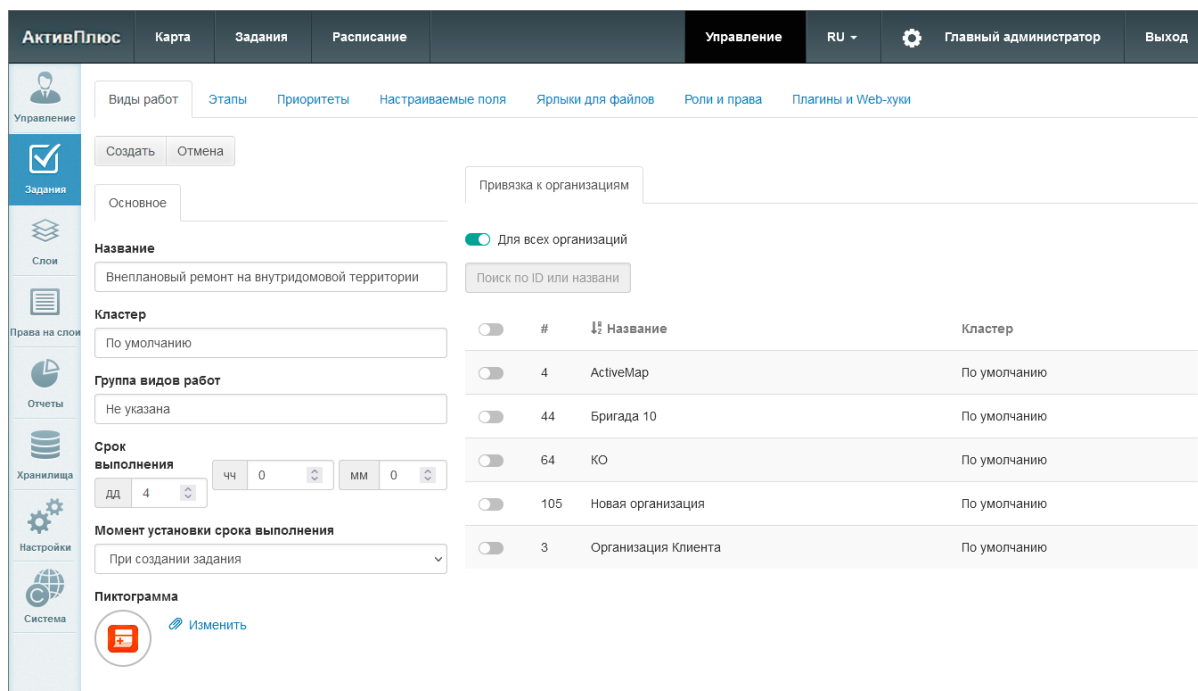 АктивПлюс Карта Задания Расписание Управление RU Главный администратор Выход
Управление
Задания
Слои
Права на слои
Отчеты
Хранилища
Настройки
Система
Виды работ Этапы Приоритеты Настраиваемые поля Ярлыки для файлов Роли и права Плагины и Web-хуки
Создать Отмена
Основное
Название
Внеплановый ремонт на внутридомовой территории
Кластер
По умолчанию
Группа видов работ
Не указана
Срок
выполнения
дд 4 чч 0 мм 0
Момент установки срока выполнения
При создании задания
Пиктограмма
Изменить
Привязка к организациям
Для всех организаций
Поиск по ID или названи
# Название Кластер
4 ActiveMap По умолчанию
44 Бригада 10 По умолчанию
64 КО По умолчанию
105 Новая организация По умолчанию
3 Организация Клиента По умолчанию